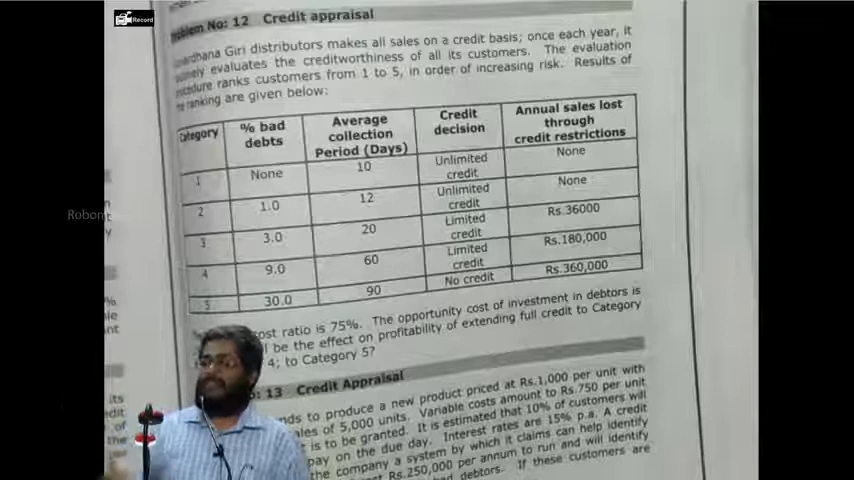 Record
oblem No: 12 Credit appraisal
ardhana Giri distributors makes all sales on a credit basis; once each year, it
evaluates the creditworthiness of all its customers. The evaluation
cedure ranks customers from 1 to 5, in order of increasing risk. Results of
ranking are given below:
Category % bad debts Average collection Period (Days) Credit decision Annual sales lost through credit restrictions
1 None 10 Unlimited credit None
2 1.0 12 Unlimited credit None
3 3.0 20 Limited credit Rs.36000
4 9.0 60 Limited credit Rs.180,000
5 30.0 90 No credit Rs.360,000
cost ratio is 75%. The opportunity cost of investment in debtors is
be the effect on profitability of extending full credit to Category
4; to Category 5?
: 13 Credit Appraisal
nds to produce a new product priced at Rs.1,000 per unit with
ales of 5,000 units. Variable costs amount to Rs.750 per unit
is to be granted. It is estimated that 10% of customers will
pay on the due day. Interest rates are 15% p.a. A credit
the company a system by which it claims can help identify
Rs.250,000 per annum to run and will identify
debtors. If these customers are
Robom
its
edit
of
the